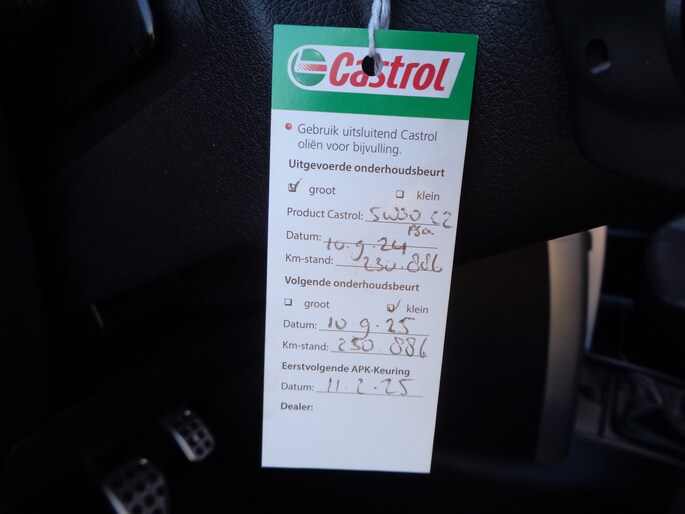 Castrol
Gebruik uitsluitend Castrol
oliën voor bijvulling.
Uitgevoerde onderhoudsbeurt
groot klein
Product Castrol: 5W30 C2
PSA.
Datum: 10.9.24
Km-stand: 230.886
Volgende onderhoudsbeurt
groot klein
Datum: 10 9.25
Km-stand: 250 886
Eerstvolgende APK-Keuring
Datum: 11.2.25
Dealer: